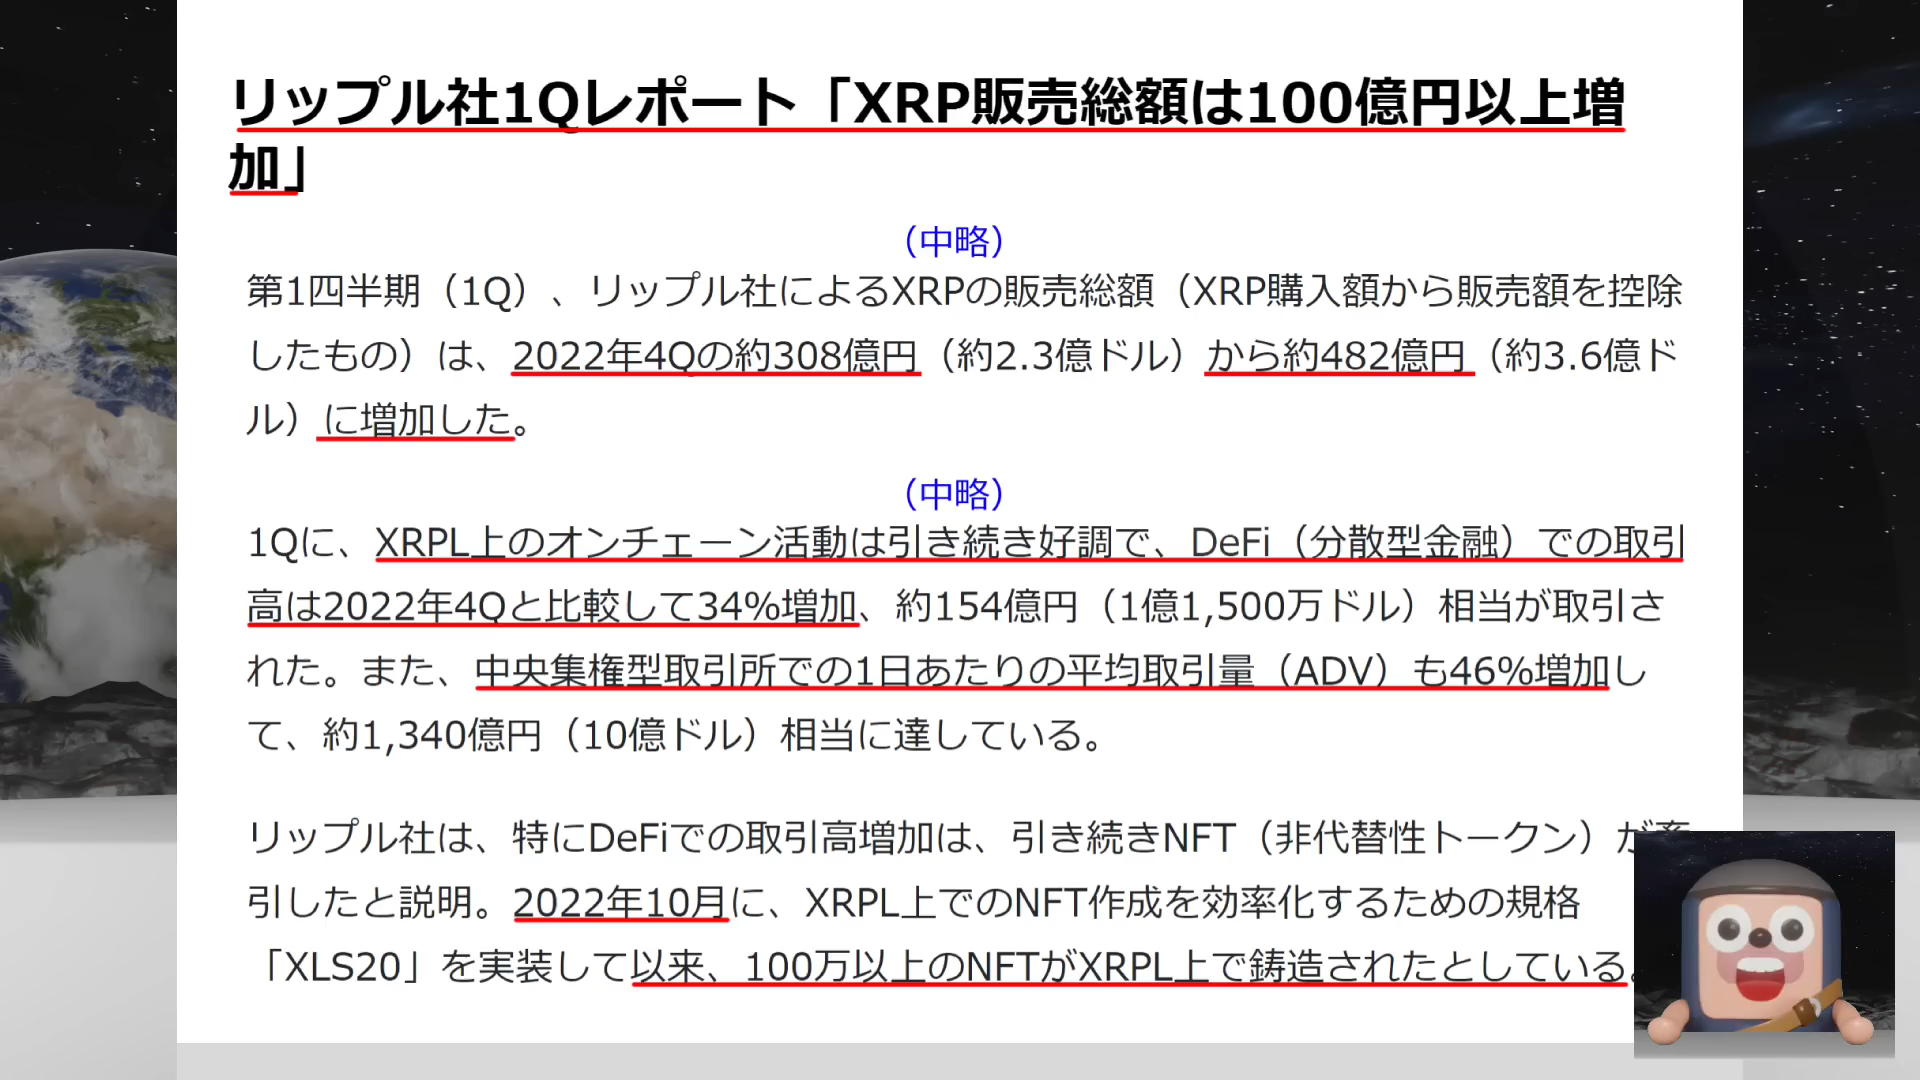 リップル社1Qレポート「XRP販売総額は100億円以上増
加」
（中略）
第1四半期（1Q）、リップル社によるXRPの販売総額（XRP購入額から販売額を控除
したもの）は、2022年4Qの約308億円（約2.3億ドル）から約482億円（約3.6億ド
ル）に増加した。
（中略）
1Qに、XRPL上のオンチェーン活動は引き続き好調で、DeFi（分散型金融）での取引
高は2022年4Qと比較して34%増加、約154億円（1億1,500万ドル）相当が取引さ
れた。また、中央集権型取引所での1日あたりの平均取引量（ADV）も46%増加し
て、約1,340億円（10億ドル）相当に達している。
リップル社は、特にDeFiでの取引高増加は、引き続きNFT（非代替性トークン）が
引したと説明。2022年10月に、XRPL上でのNFT作成を効率化するための規格
「XLS20」を実装して以来、100万以上のNFTがXRPL上で鋳造されたとしている。